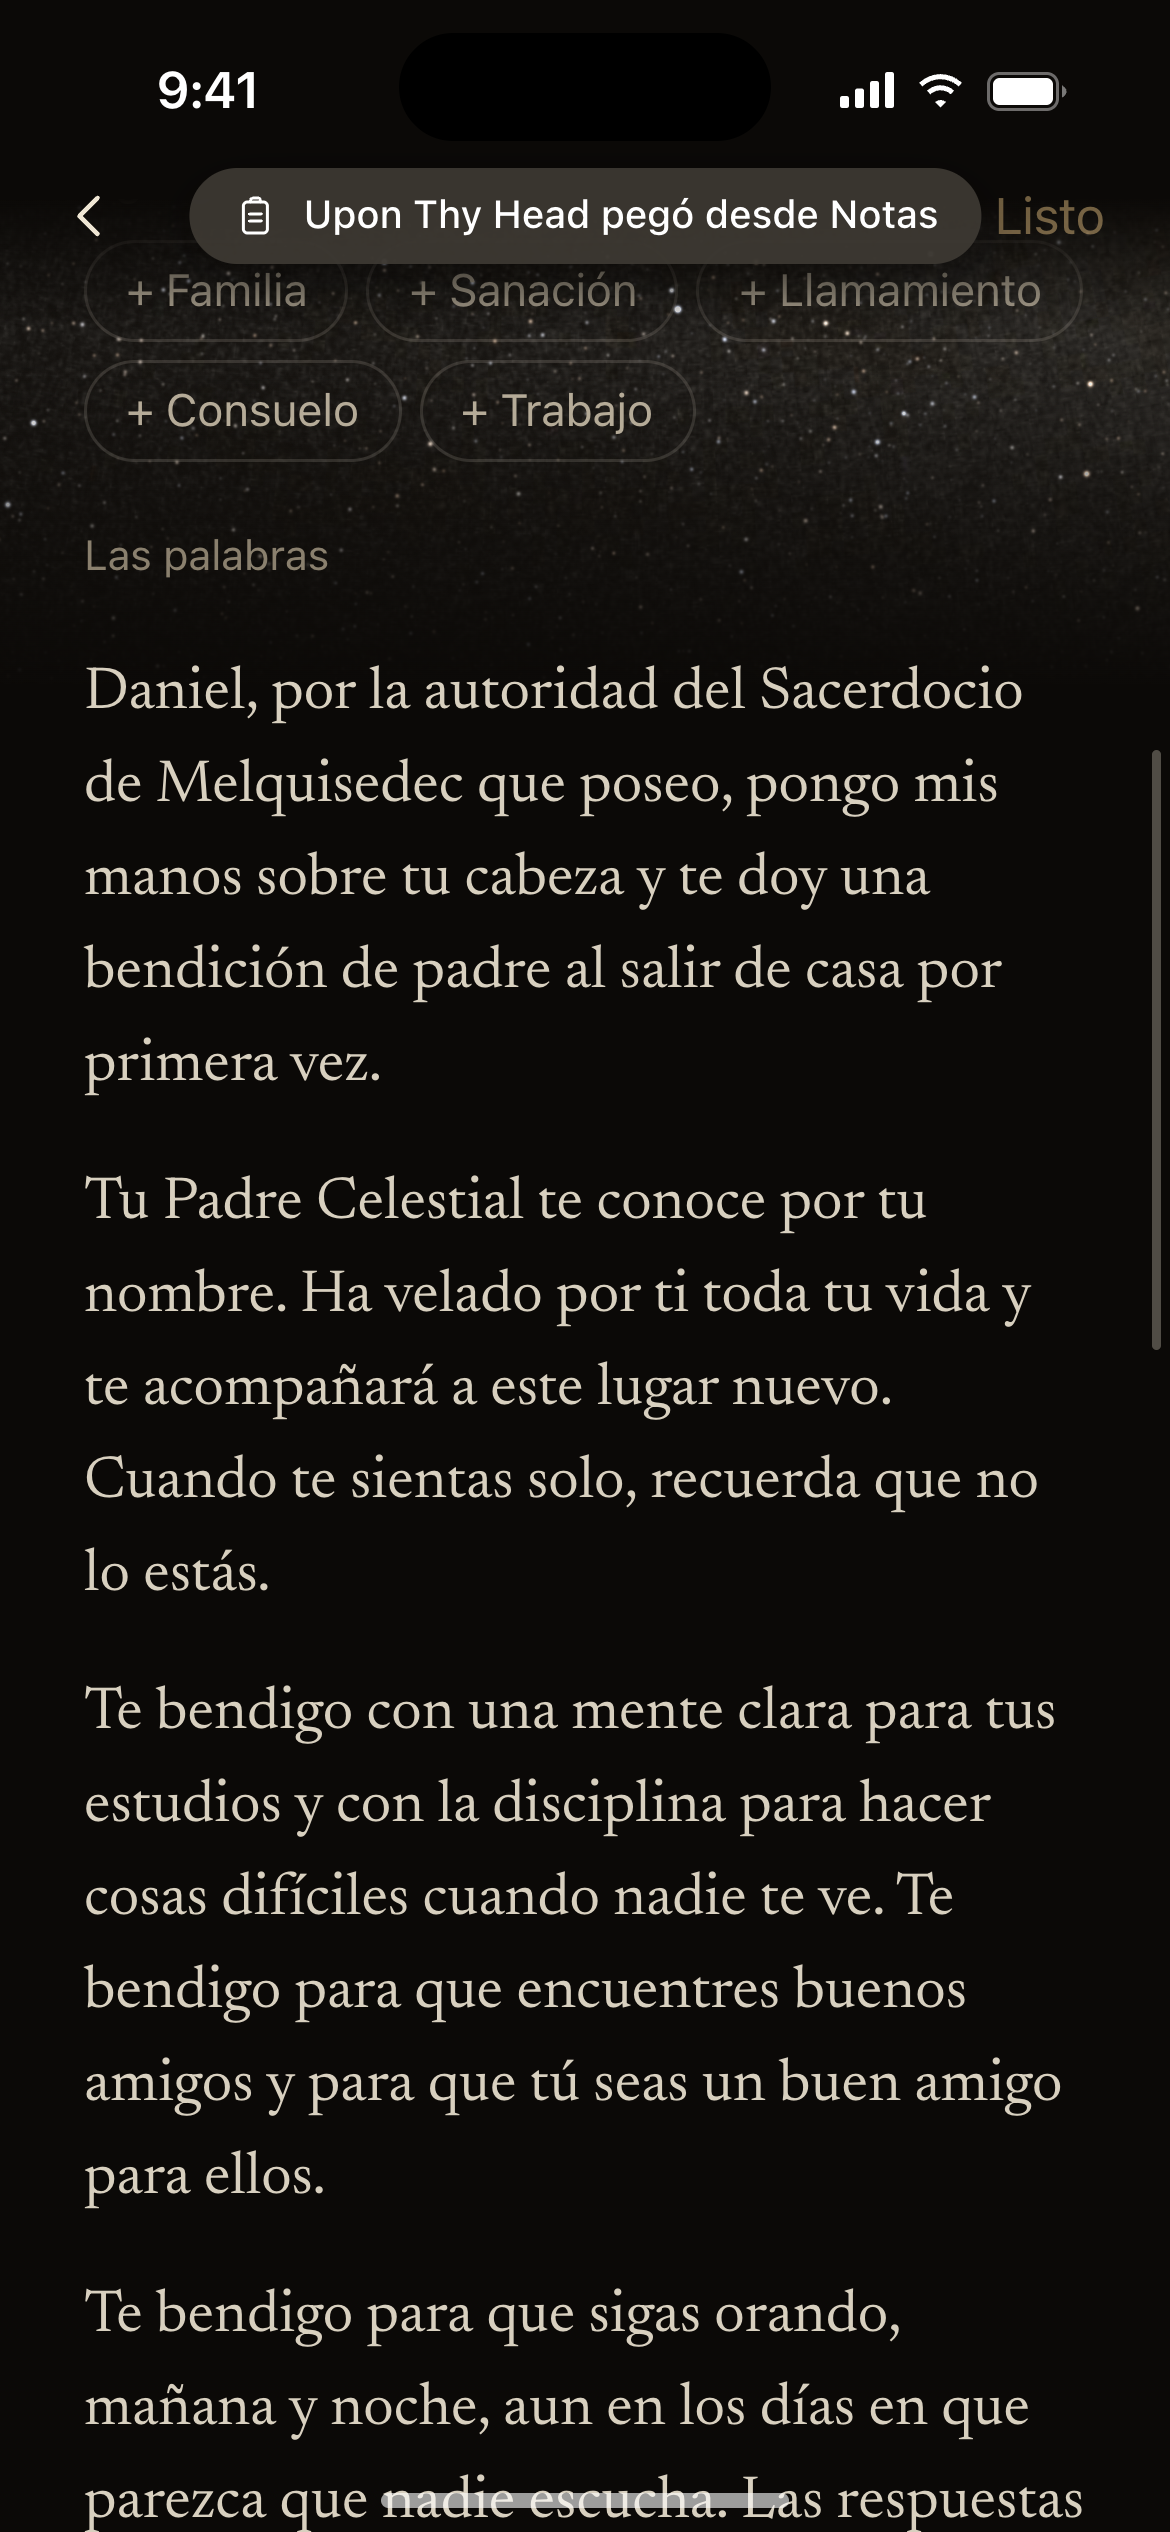 9:41
Upon Thy Head pegó desde Notas
Listo
+ Familia
+ Sanación
+ Llamamiento
+ Consuelo
+ Trabajo
Las palabras
Daniel, por la autoridad del Sacerdocio
de Melquisedec que poseo, pongo mis
manos sobre tu cabeza y te doy una
bendición de padre al salir de casa por
primera vez.
Tu Padre Celestial te conoce por tu
nombre. Ha velado por ti toda tu vida y
te acompañará a este lugar nuevo.
Cuando te sientas solo, recuerda que no
lo estás.
Te bendigo con una mente clara para tus
estudios y con la disciplina para hacer
cosas difíciles cuando nadie te ve. Te
bendigo para que encuentres buenos
amigos y para que tú seas un buen amigo
para ellos.
Te bendigo para que sigas orando,
mañana y noche, aun en los días en que
parezca que nadie escucha. Las respuestas